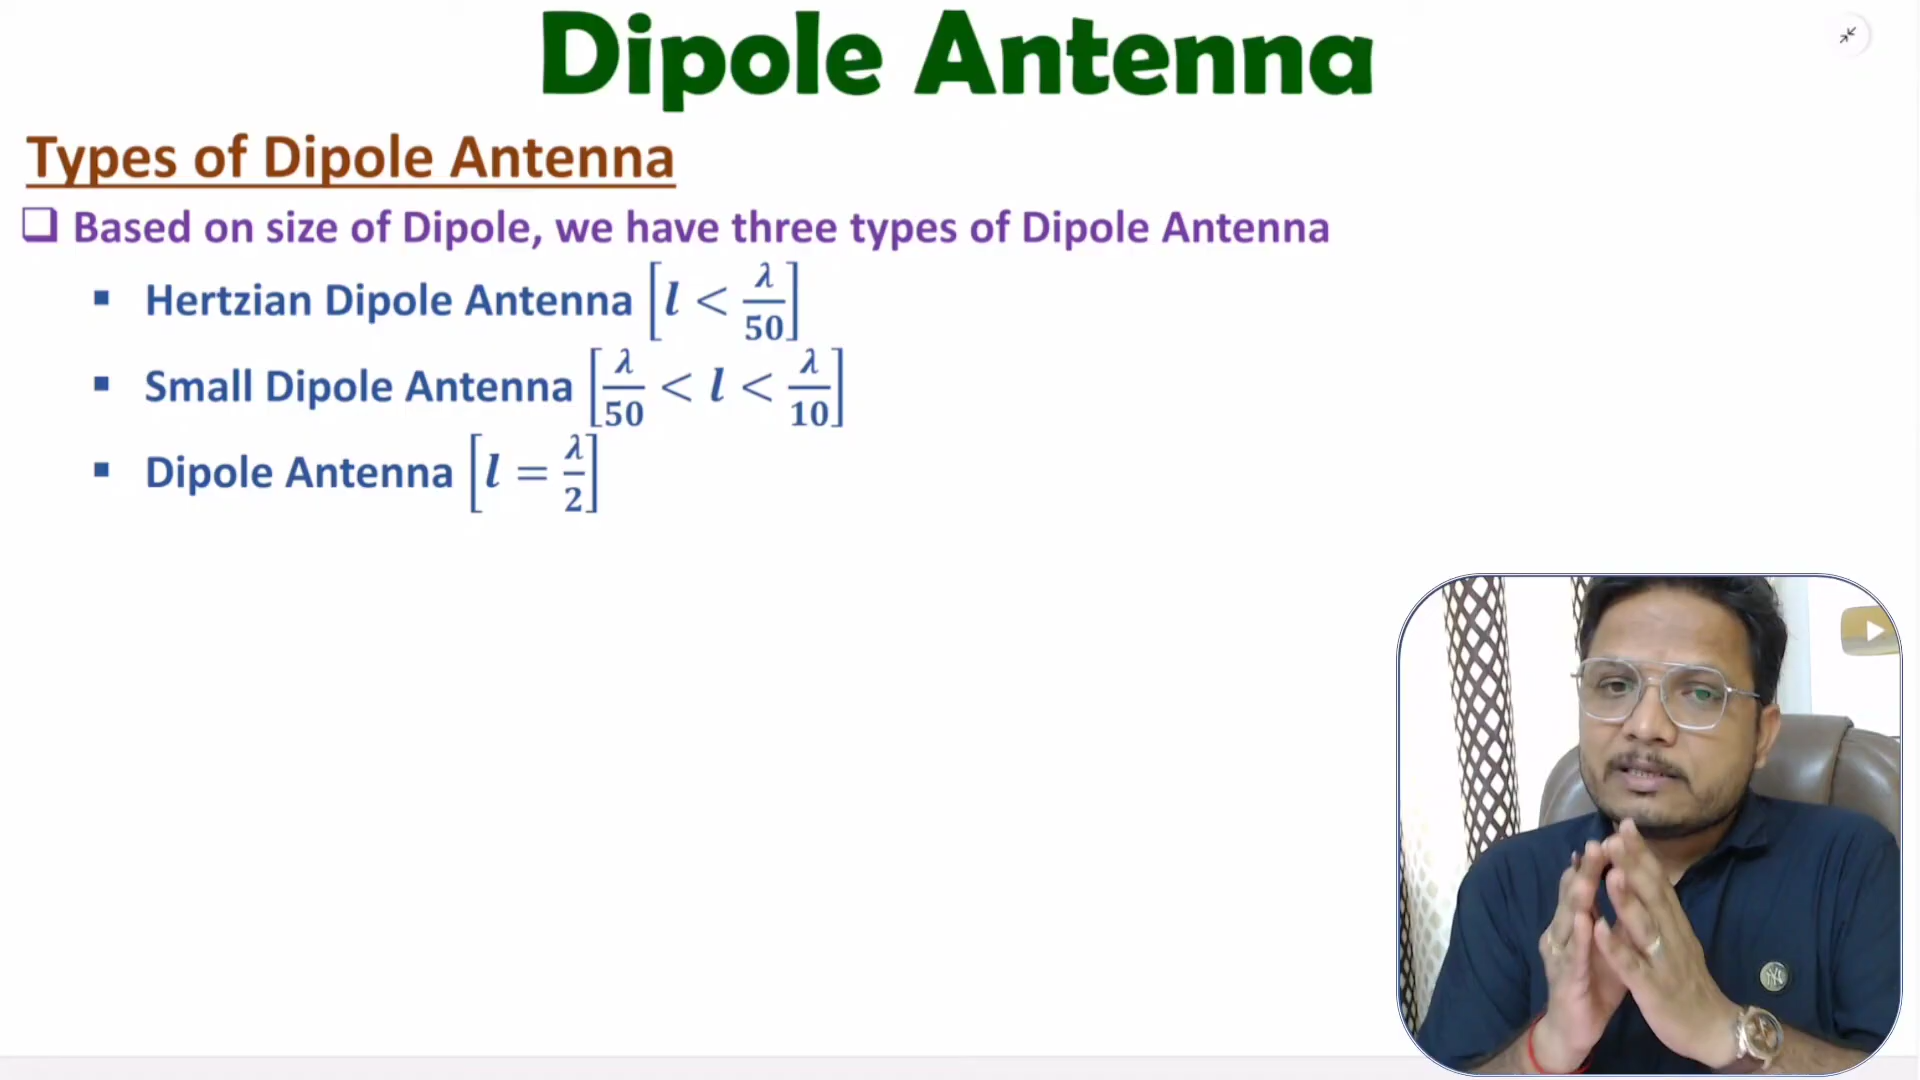 Dipole Antenna
Types of Dipole Antenna
❑ Based on size of Dipole, we have three types of Dipole Antenna
▪ Hertzian Dipole Antenna [l < λ/50]
▪ Small Dipole Antenna [λ/50 < l < λ/10]
▪ Dipole Antenna [l = λ/2]